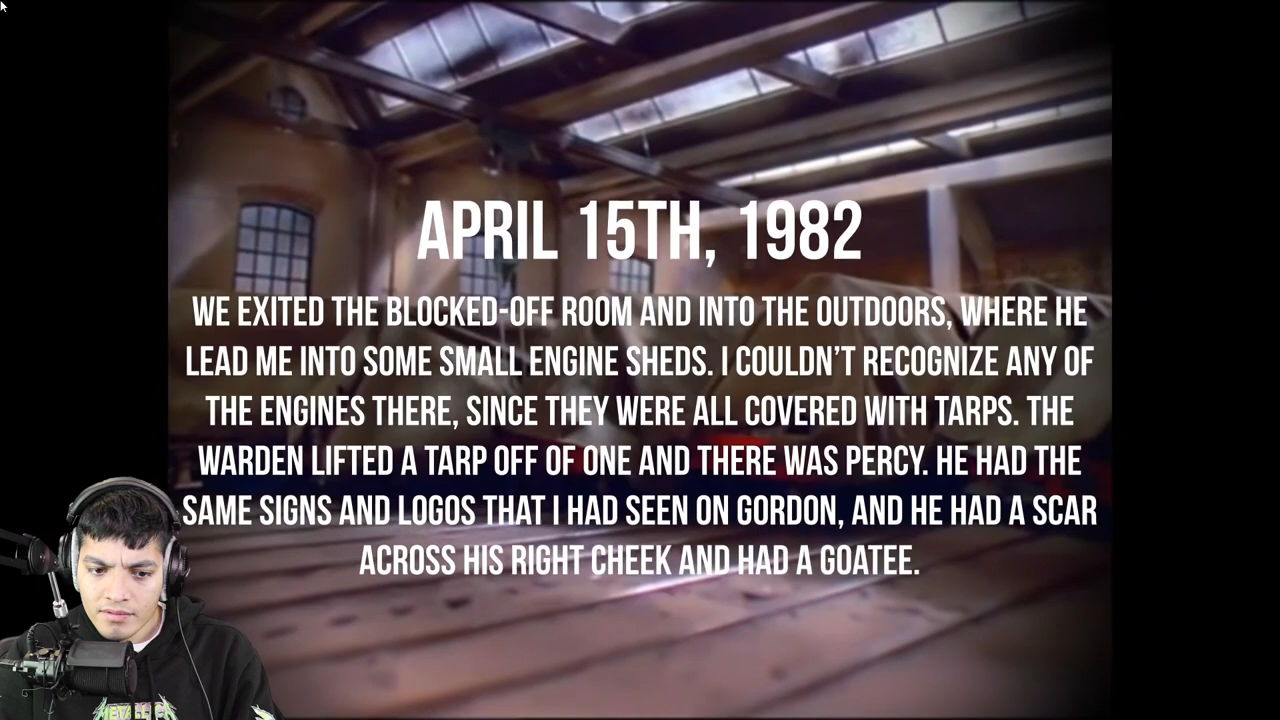 APRIL 15TH, 1982
WE EXITED THE BLOCKED-OFF ROOM AND INTO THE OUTDOORS, WHERE HE
LEAD ME INTO SOME SMALL ENGINE SHEDS. I COULDN'T RECOGNIZE ANY OF
THE ENGINES THERE, SINCE THEY WERE ALL COVERED WITH TARPS. THE
WARDEN LIFTED A TARP OFF OF ONE AND THERE WAS PERCY. HE HAD THE
SAME SIGNS AND LOGOS THAT I HAD SEEN ON GORDON, AND HE HAD A SCAR
ACROSS HIS RIGHT CHEEK AND HAD A GOATEE.
METALLICA